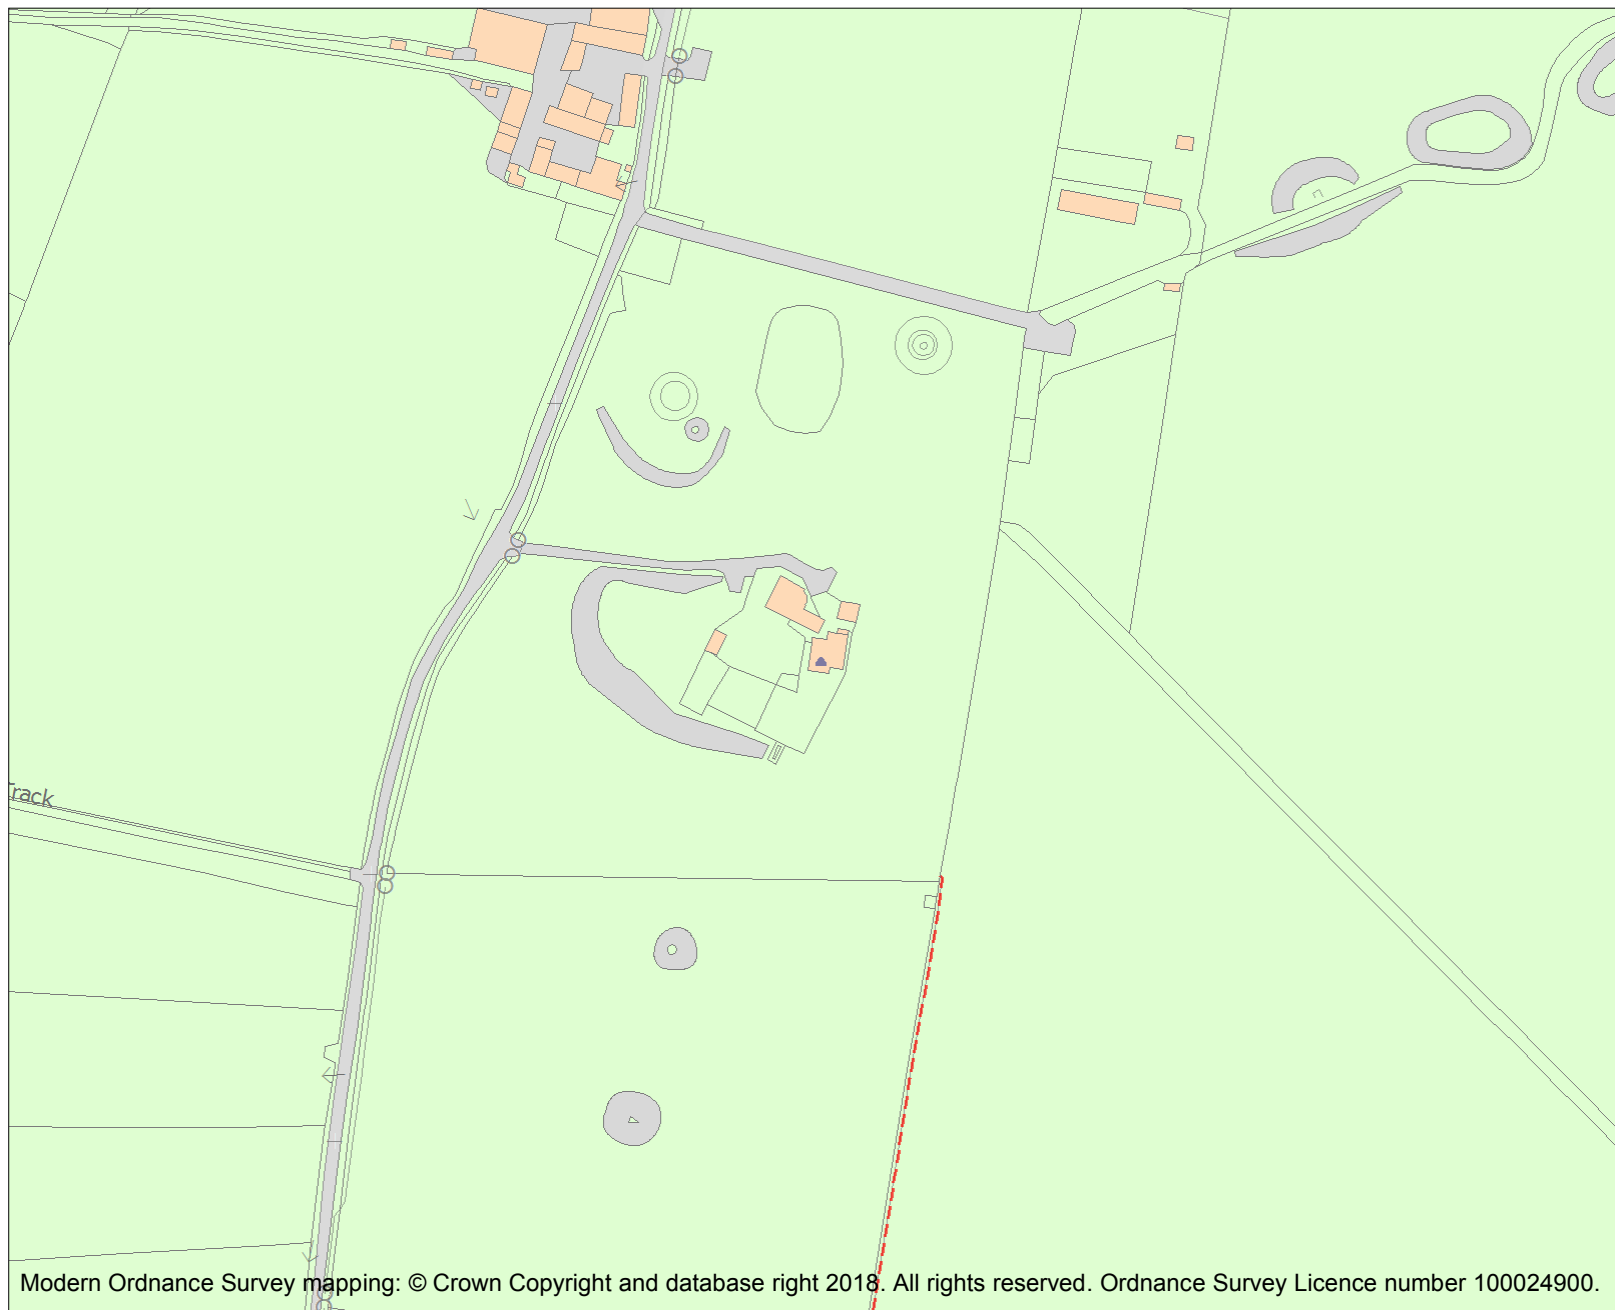 Track
Modern Ordnance Survey mapping: © Crown Copyright and database right 2018. All rights reserved. Ordnance Survey Licence number 100024900.